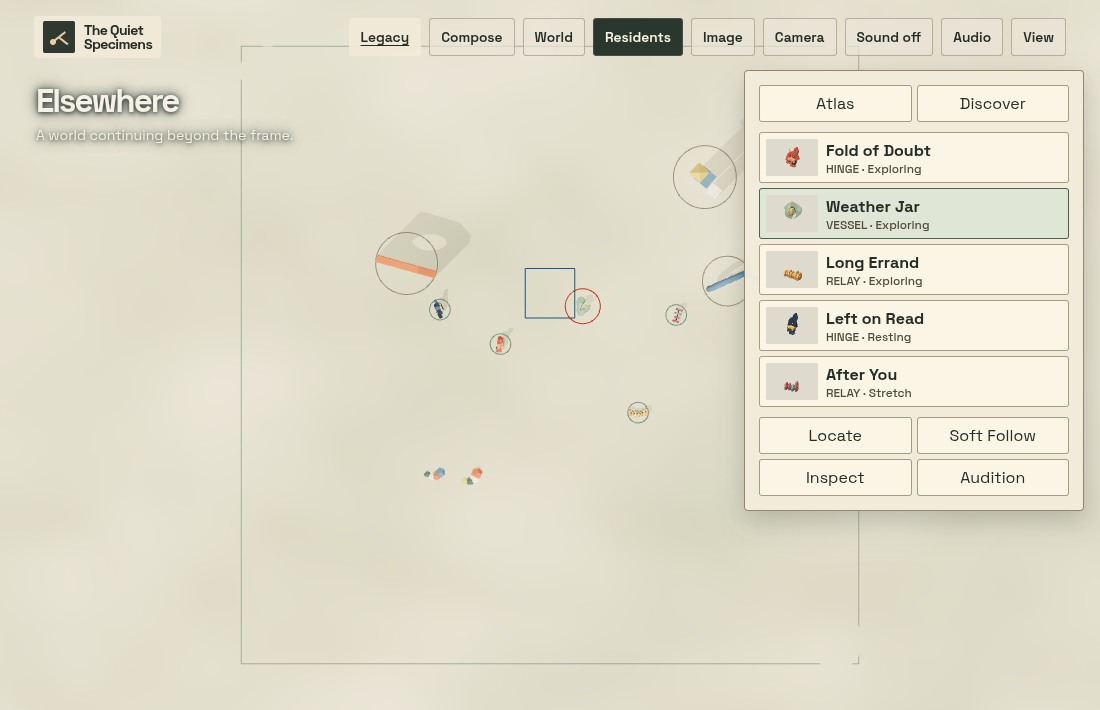 The Quiet
Specimens
Legacy
Compose
World
Residents
Image
Camera
Sound off
Audio
View
Elsewhere
A world continuing beyond the frame.
Atlas
Discover
Fold of Doubt
HINGE · Exploring
Weather Jar
VESSEL · Exploring
Long Errand
RELAY · Exploring
Left on Read
HINGE · Resting
After You
RELAY · Stretch
Locate
Soft Follow
Inspect
Audition